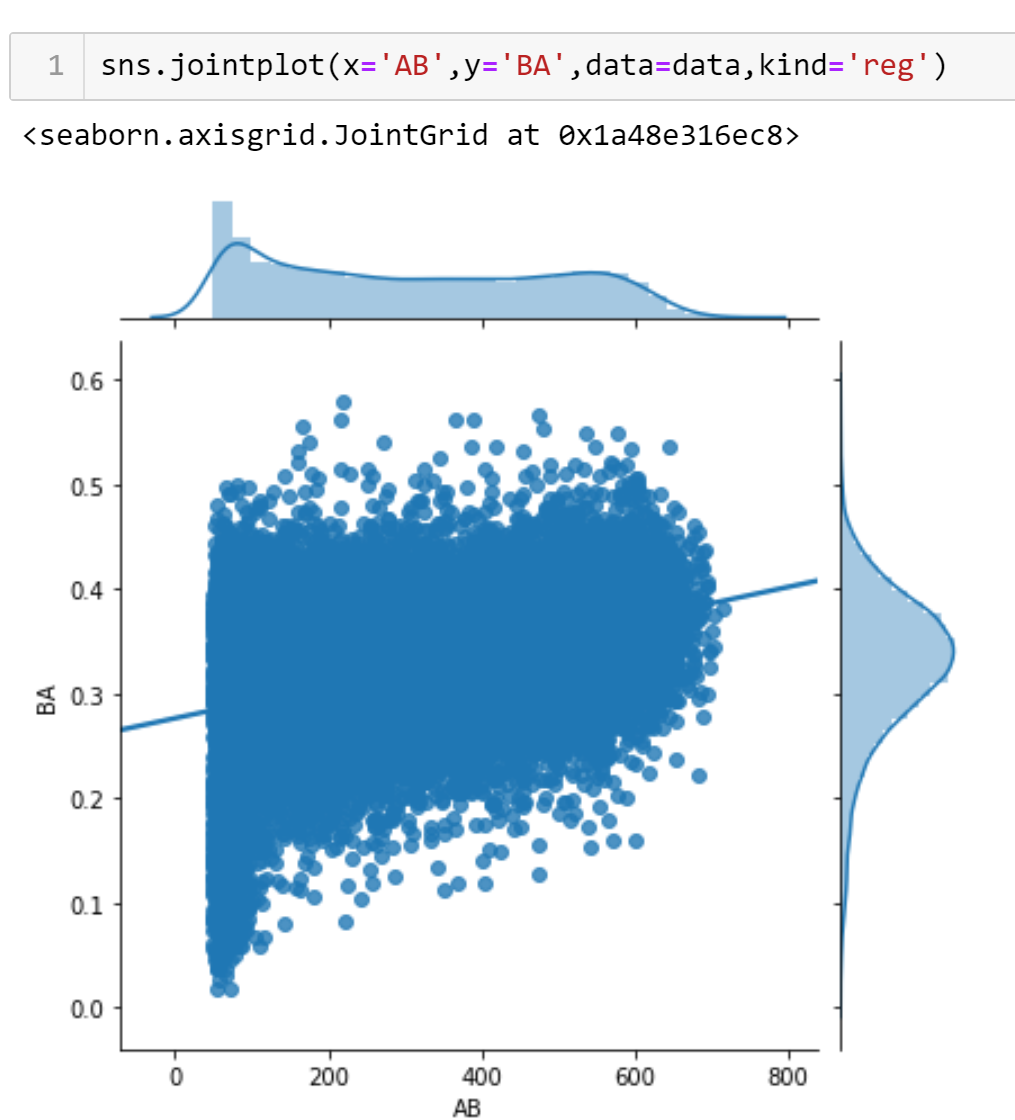 1 sns.jointplot(x='AB',y='BA',data=data,kind='reg')
<seaborn.axisgrid.JointGrid at 0x1a48e316ec8>
0.6
0.5
0.4
0.3
0.2
0.1
0.0
BA
0 200 400 600 800
AB